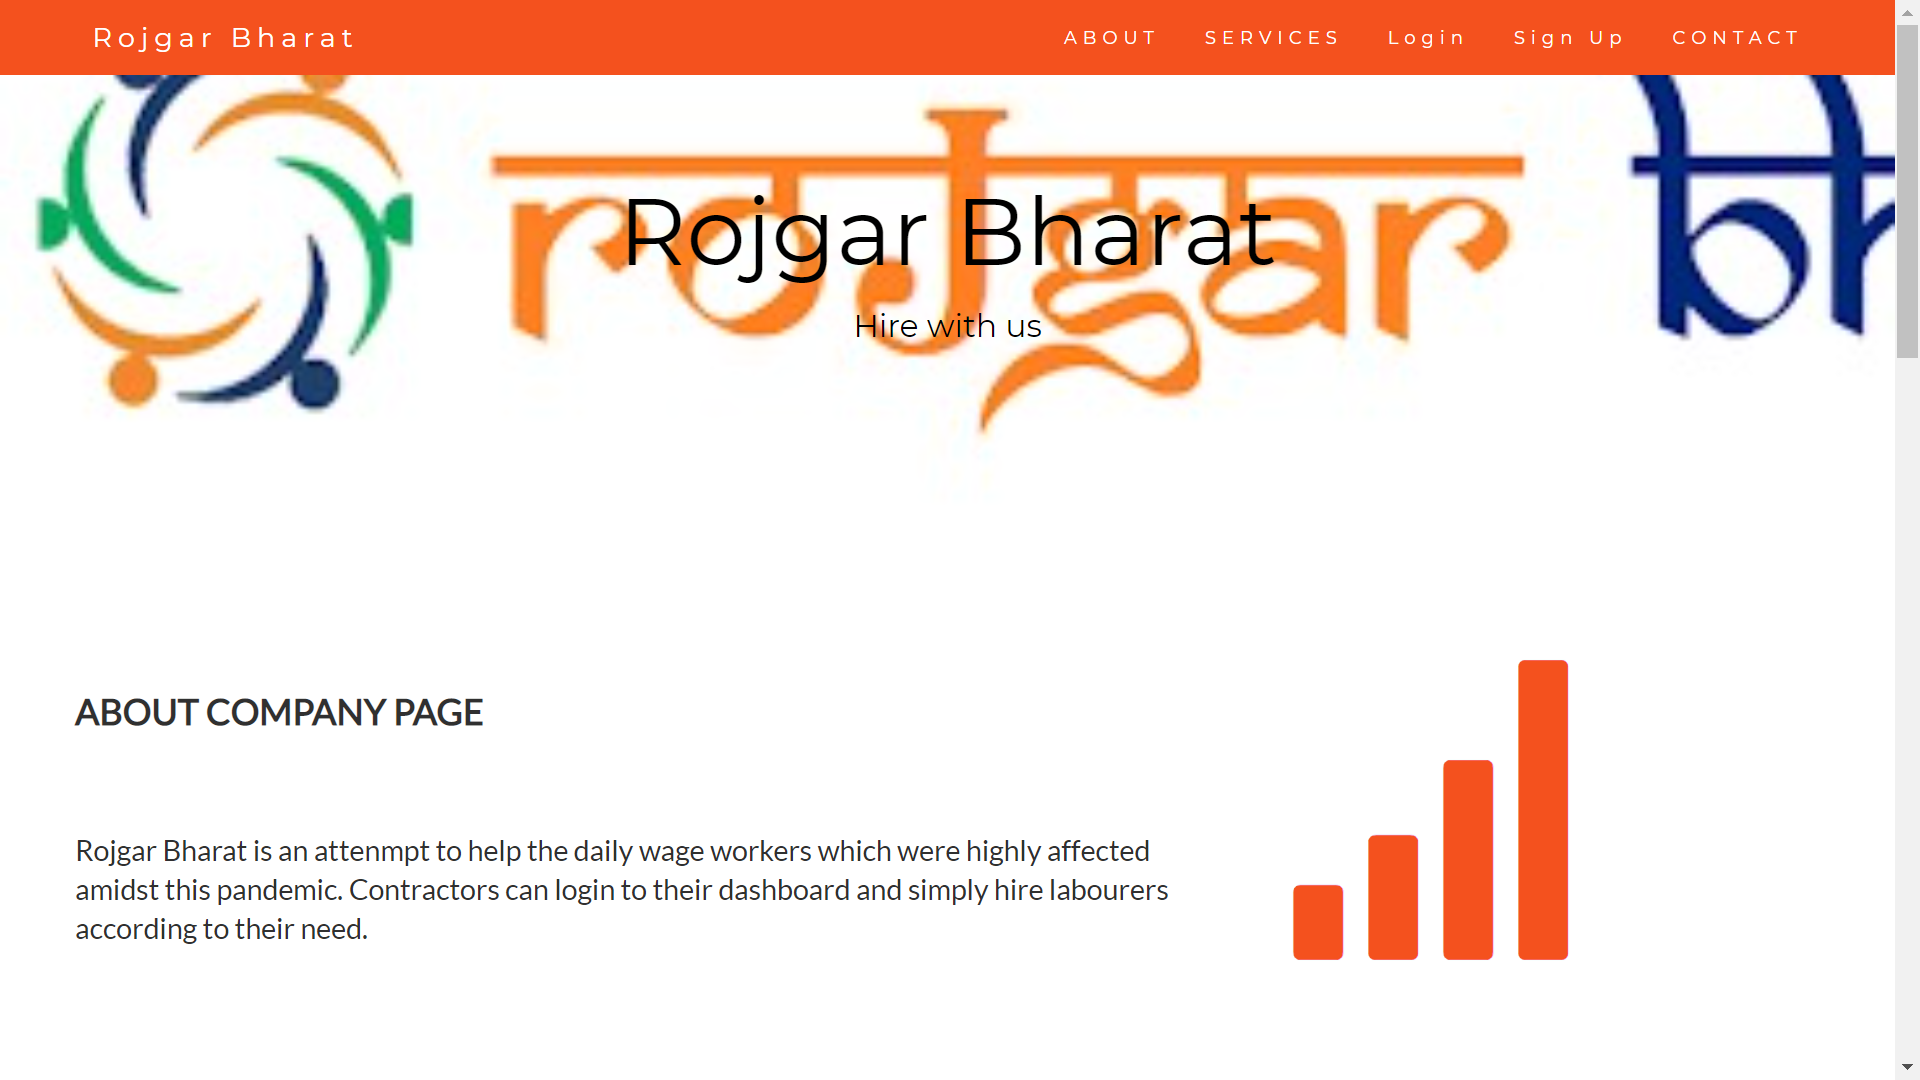 Rojgar Bharat
ABOUT SERVICES Login Sign Up CONTACT
rojgar bh
Rojgar Bharat
Hire with us
ABOUT COMPANY PAGE
Rojgar Bharat is an attenmpt to help the daily wage workers which were highly affected
amidst this pandemic. Contractors can login to their dashboard and simply hire labourers
according to their need.